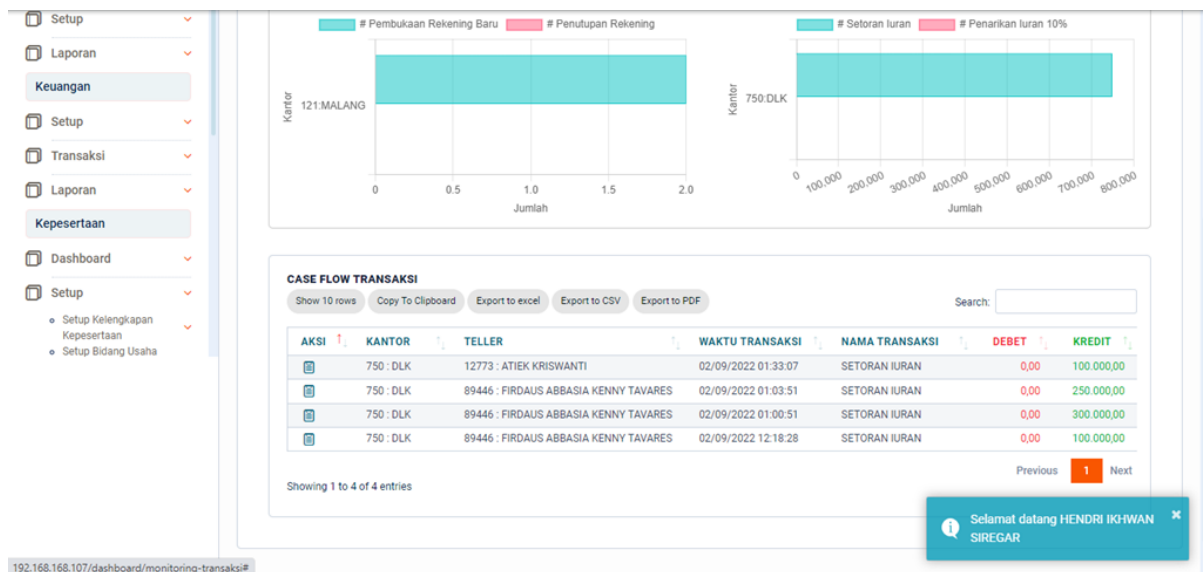 Setup
Laporan
Keuangan
Setup
Transaksi
Laporan
Kepesertaan
Dashboard
Setup
Setup Kelengkapan
Kepesertaan
Setup Bidang Usaha
# Pembukaan Rekening Baru # Penutupan Rekening
Kantor
121:MALANG
0 0.5 1.0 1.5 2.0
Jumlah
# Setoran Iuran # Penarikan Iuran 10%
Kantor
750:DLK
0 100,000 200,000 300,000 400,000 500,000 600,000 700,000 800,000
Jumlah
CASE FLOW TRANSAKSI
Show 10 rows Copy To Clipboard Export to excel Export to CSV Export to PDF Search:
AKSI KANTOR TELLER WAKTU TRANSAKSI NAMA TRANSAKSI DEBET KREDIT
750 : DLK 12773 : ATIEK KRISWANTI 02/09/2022 01:33:07 SETORAN IURAN 0,00 100.000,00
750 : DLK 89446 : FIRDAUS ABBASIA KENNY TAVARES 02/09/2022 01:03:51 SETORAN IURAN 0,00 250.000,00
750 : DLK 89446 : FIRDAUS ABBASIA KENNY TAVARES 02/09/2022 01:00:51 SETORAN IURAN 0,00 300.000,00
750 : DLK 89446 : FIRDAUS ABBASIA KENNY TAVARES 02/09/2022 12:18:28 SETORAN IURAN 0,00 100.000,00
Previous 1 Next
Showing 1 to 4 of 4 entries
Selamat datang HENDRI IKHWAN
SIREGAR
×
192.168.168.107/dashboard/monitoring-transaksi#